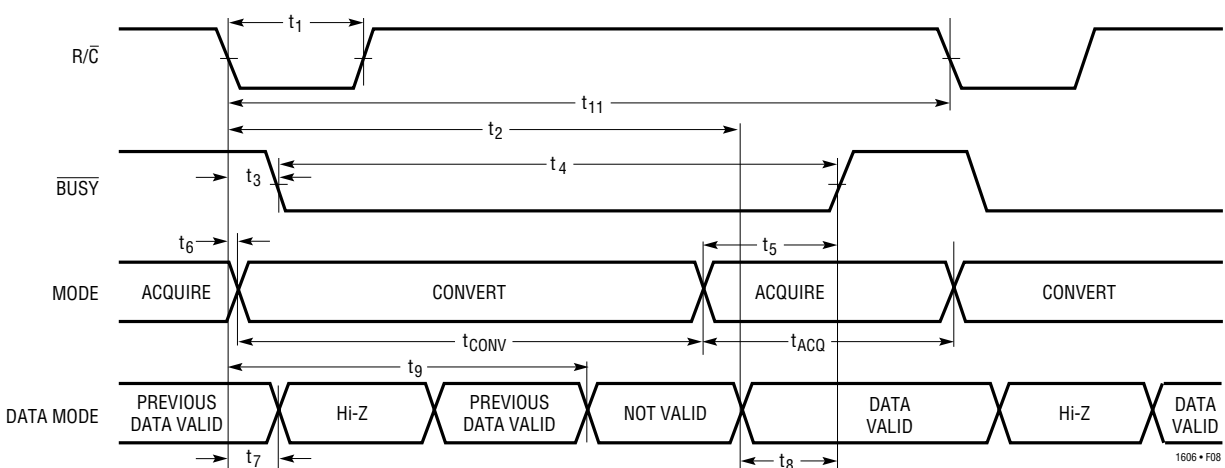 t1
R/C̅
t11
t2
t4
B̅U̅S̅Y̅
t3
t6
t5
MODE
ACQUIRE
CONVERT
ACQUIRE
CONVERT
tCONV
tACQ
t9
DATA MODE
PREVIOUS
DATA VALID
Hi-Z
PREVIOUS
DATA VALID
NOT VALID
DATA
VALID
Hi-Z
DATA
VALID
t7
t8
1606 • F08